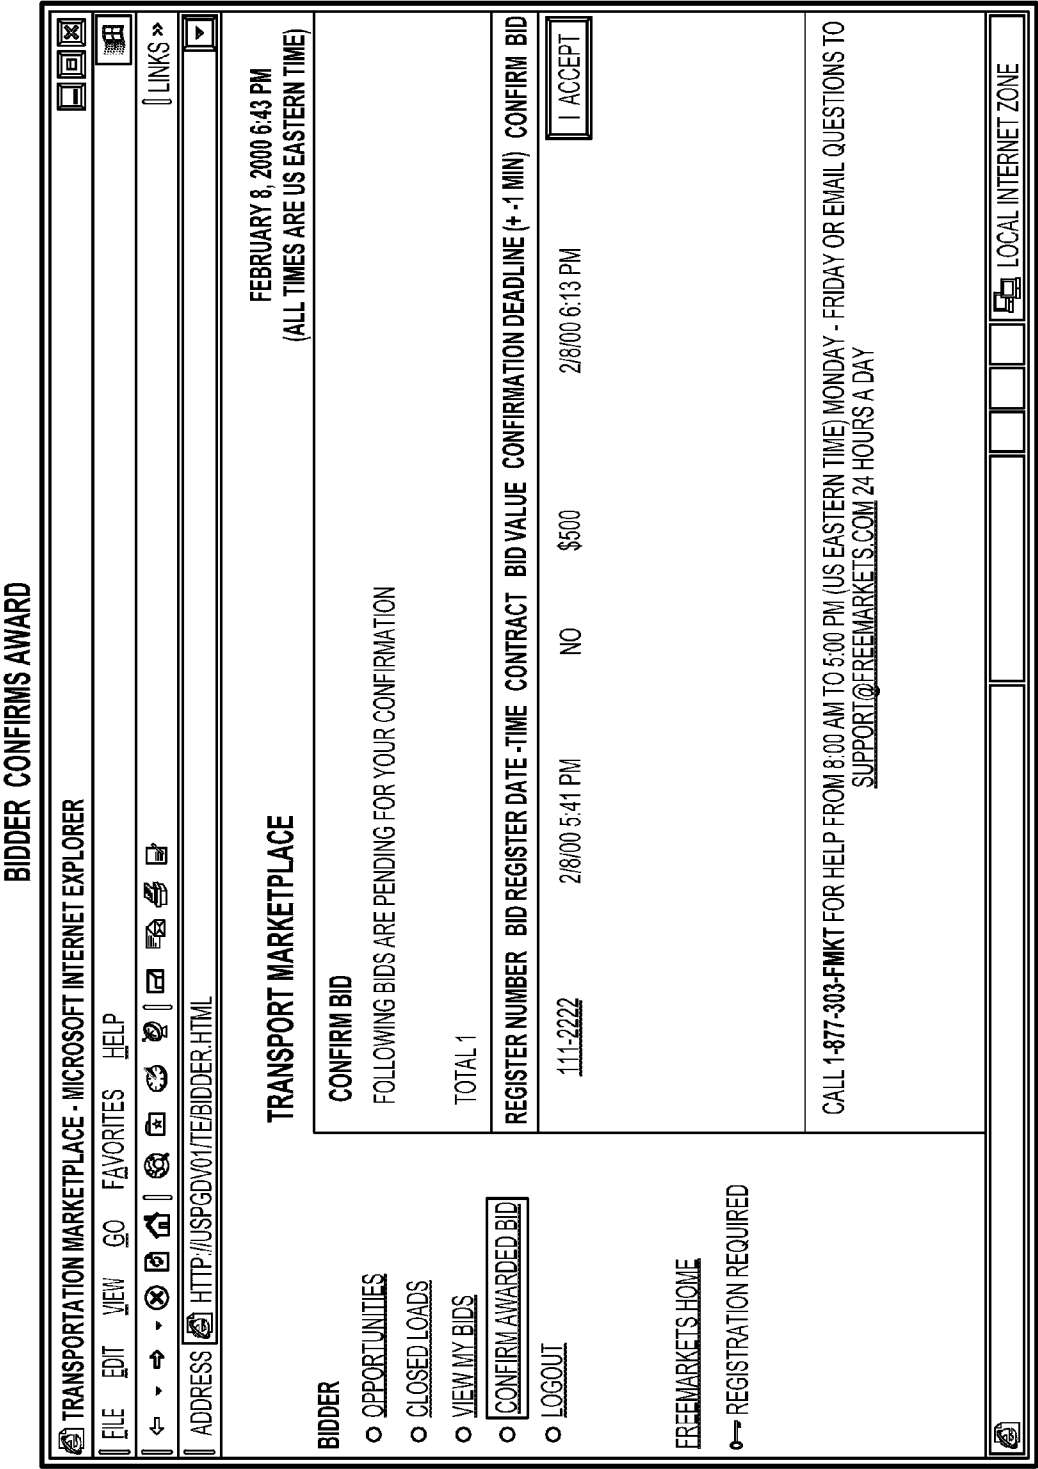 BIDDER CONFIRMS AWARD
TRANSPORTATION MARKETPLACE - MICROSOFT INTERNET EXPLORER
FILE EDIT VIEW GO FAVORITES HELP
LINKS »
ADDRESS HTTP://USPGDV01/TE/BIDDER.HTML
TRANSPORT MARKETPLACE
FEBRUARY 8, 2000 6:43 PM
(ALL TIMES ARE US EASTERN TIME)
BIDDER
OPPORTUNITIES
CLOSED LOADS
VIEW MY BIDS
CONFIRM AWARDED BID
LOGOUT
FREEMARKETS HOME
REGISTRATION REQUIRED
CONFIRM BID
FOLLOWING BIDS ARE PENDING FOR YOUR CONFIRMATION
TOTAL 1
REGISTER NUMBER BID REGISTER DATE -TIME CONTRACT BID VALUE CONFIRMATION DEADLINE (+ -1 MIN) CONFIRM BID
111-2222 2/8/00 5:41 PM NO $500 2/8/00 6:13 PM I ACCEPT
CALL 1-877-303-FMKT FOR HELP FROM 8:00 AM TO 5:00 PM (US EASTERN TIME) MONDAY - FRIDAY OR EMAIL QUESTIONS TO
SUPPORT@FREEMARKETS.COM 24 HOURS A DAY
LOCAL INTERNET ZONE